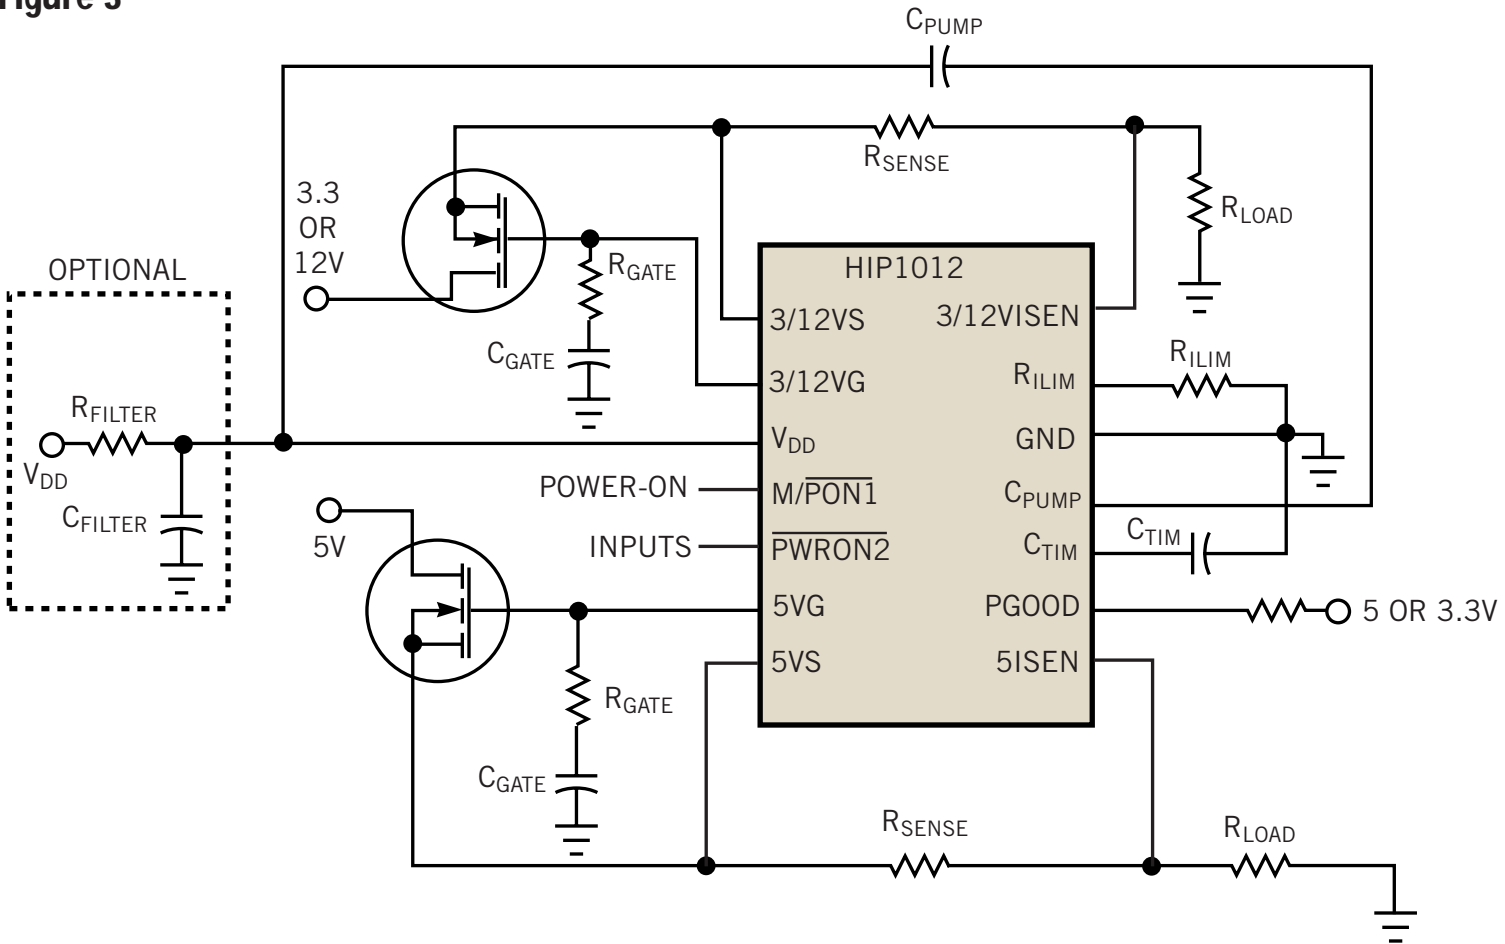 Figure 3
CPUMP
RSENSE
3.3
OR
12V
RLOAD
OPTIONAL
RGATE
HIP1012
3/12VS
3/12VISEN
CGATE
RILIM
3/12VG
RILIM
RFILTER
VDD
VDD
GND
POWER-ON
M/PON1
CPUMP
CFILTER
5V
INPUTS
PWRON2
CTIM
CTIM
5VG
PGOOD
5 OR 3.3V
5VS
5ISEN
RGATE
CGATE
RSENSE
RLOAD